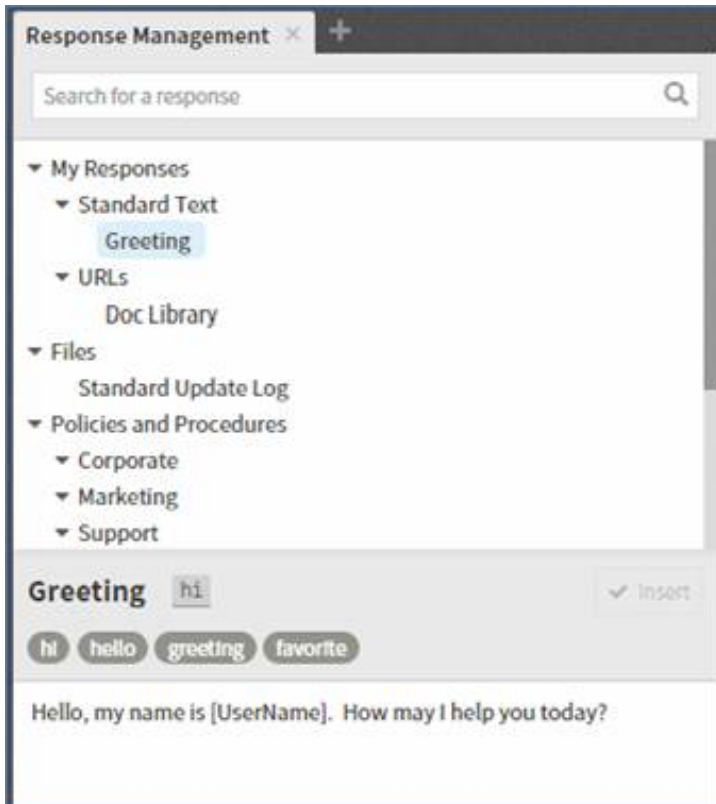 Response Management
Search for a response
My Responses
Standard Text
Greeting
URLs
Doc Library
Files
Standard Update Log
Policies and Procedures
Corporate
Marketing
Support
Greeting hi Insert
hi hello greeting favorite
Hello, my name is [UserName]. How may I help you today?